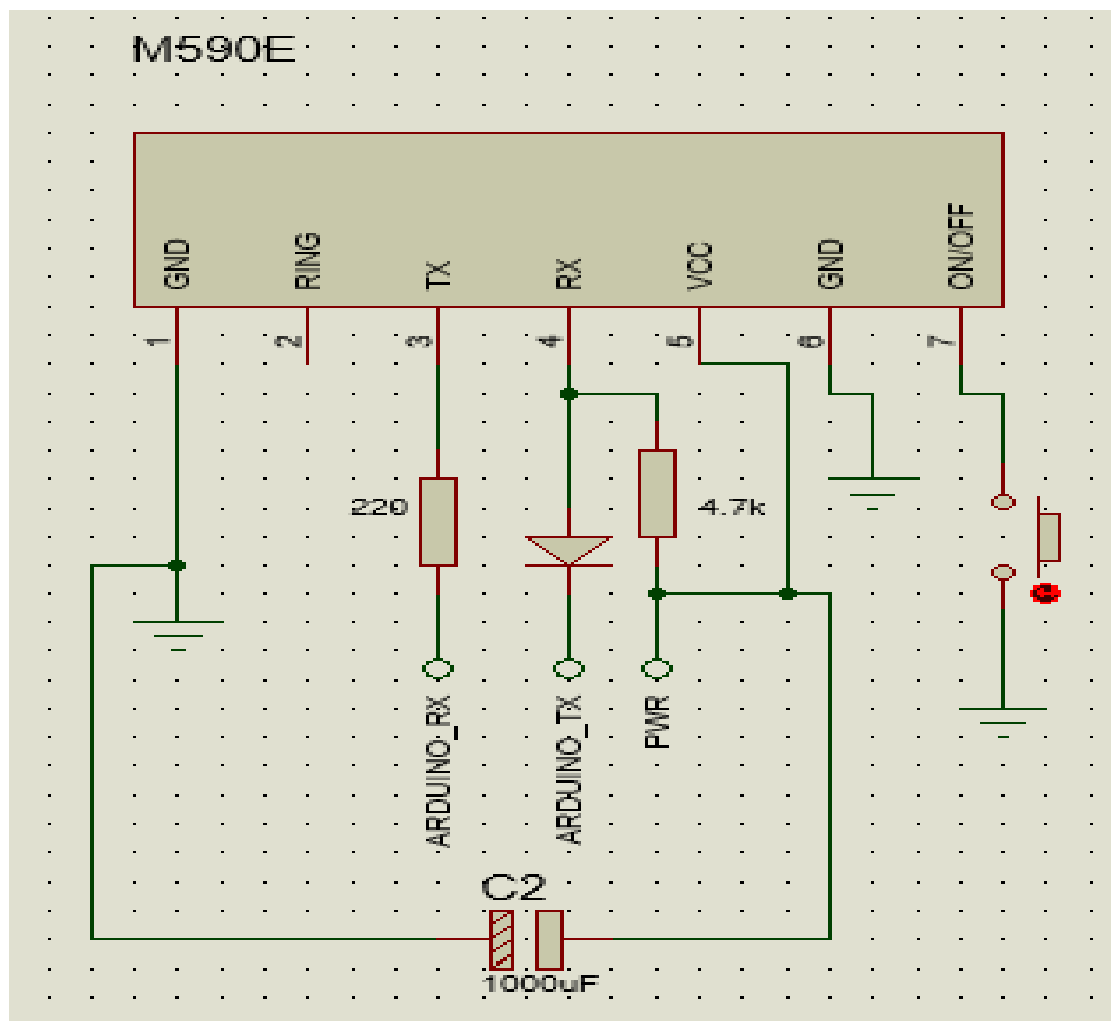 M590E
GND
RING
TX
RX
VCC
GND
ON/OFF
1
2
3
4
5
6
7
220
4.7k
ARDUINO_RX
ARDUINO_TX
PWR
C2
1000uF